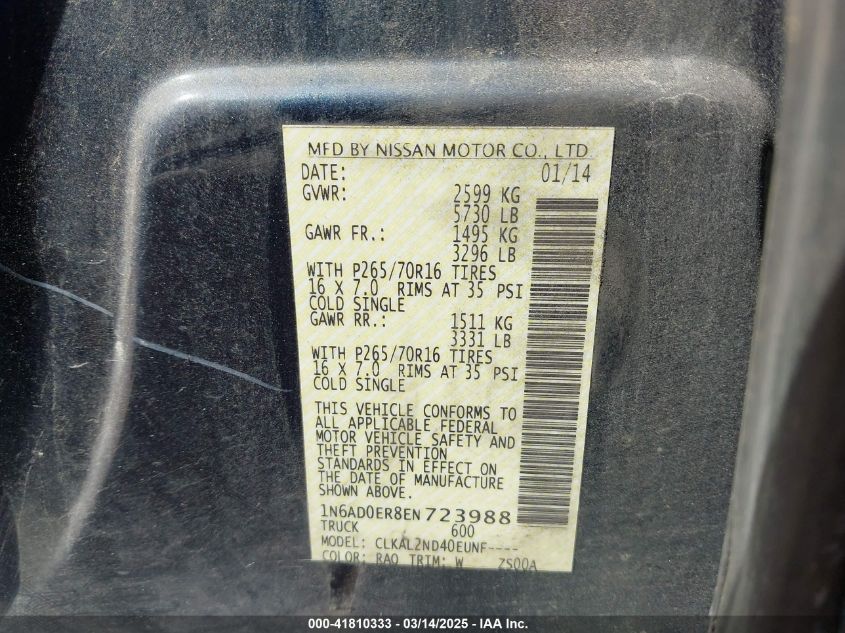 MFD BY NISSAN MOTOR CO., LTD
DATE: 01/14
GVWR: 2599 KG
5730 LB
GAWR FR.: 1495 KG
3296 LB
WITH P265/70R16 TIRES
16 X 7.0 RIMS AT 35 PSI
COLD SINGLE
GAWR RR.: 1511 KG
3331 LB
WITH P265/70R16 TIRES
16 X 7.0 RIMS AT 35 PSI
COLD SINGLE
THIS VEHICLE CONFORMS TO
ALL APPLICABLE FEDERAL
MOTOR VEHICLE SAFETY AND
THEFT PREVENTION
STANDARDS IN EFFECT ON
THE DATE OF MANUFACTURE
SHOWN ABOVE.
1N6AD0ER8EN 723988
TRUCK 600
MODEL: CLKAL2ND40EUNF----
COLOR: RAQ TRIM: W ZS00A
000-41810333 - 03/14/2025 - IAA Inc.